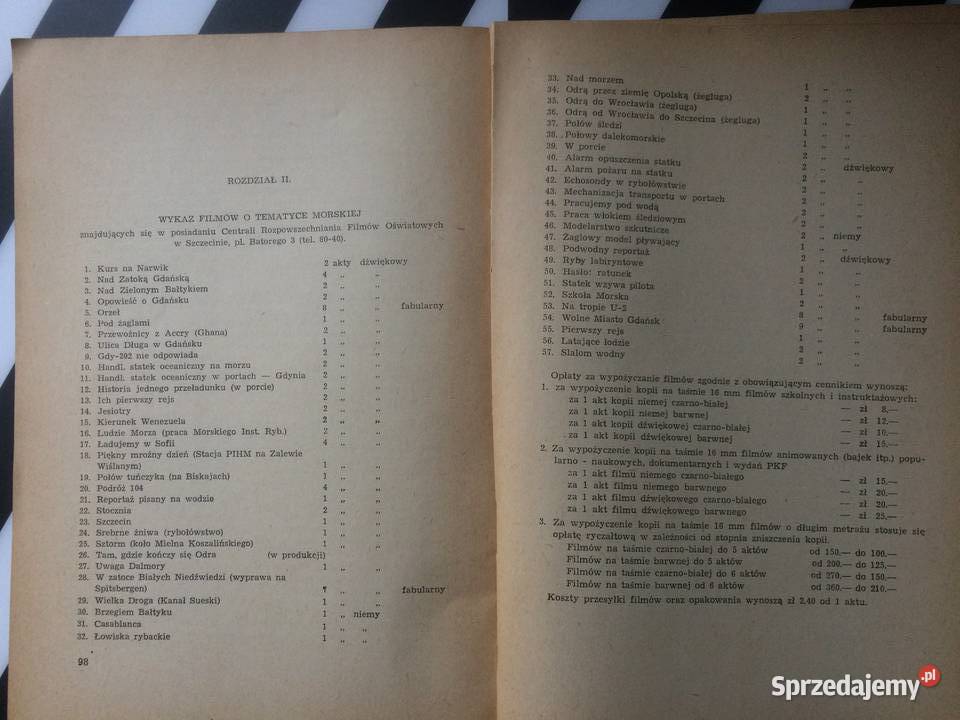 ROZDZIAŁ II.
WYKAZ FILMÓW O TEMATYCE MORSKIEJ
znajdujących się w posiadaniu Centrali Rozpowszechniania Filmów Oświatowych
w Szczecinie, pl. Batorego 3 (tel. 80-40).
1. Kurs na Narwik 2 akty dźwiękowy
2. Nad Zatoką Gdańską 4 „ „
3. Nad Zielonym Bałtykiem 2 „ „
4. Opowieść o Gdańsku 2 „ „
5. Orzeł 8 „ „ fabularny
6. Pod żaglami 1 „ „
7. Przewoźnicy z Accry (Ghana) 2 „ „
8. Ulica Długa w Gdańsku 1 „ „
9. Gdy-292 nie odpowiada 2 „ „
10. Handl. statek oceaniczny na morzu 2 „ „
11. Handl. statek oceaniczny w portach — Gdynia 2 „ „
12. Historia jednego przeładunku (w porcie) 2 „ „
13. Ich pierwszy rejs 2 „ „
14. Jesiotry 2 „ „
15. Kierunek Wenezuela 2 „ „
16. Ludzie Morza (praca Morskiego Inst. Ryb.) 2 „ „
17. Ładujemy w Sofii 4 „ „
18. Piękny mroźny dzień (Stacja PIHM na Zalewie
Wiślanym) 1 „ „
19. Połów tuńczyka (na Biskajach) 1 „ „
20. Podróż 104 4 „ „
21. Reportaż pisany na wodzie 1 „ „
22. Stocznia 2 „ „
23. Szczecin 1 „ „
24. Srebrne żniwa (rybołówstwo) 1 „ „
25. Sztorm (koło Mielna Koszalińskiego) 1 „ „
26. Tam, gdzie kończy się Odra (w produkcji)
27. Uwaga Dalmory 1 „ „
28. W zatoce Białych Niedźwiedzi (wyprawa na
Spitsbergen) „ „ fabularny
29. Wielka Droga (Kanał Sueski) 1 „ „
30. Brzegiem Bałtyku 1 „ niemy
31. Casablanca 1 „ „
32. Łowiska rybackie 1 „ „
98
33. Nad morzem 1 „ „
34. Odrą przez ziemię Opolską (żegluga) 2 „ „
35. Odrą do Wrocławia (żegluga) 1 „ „
36. Odrą od Wrocławia do Szczecina (żegluga) 1 „ „
37. Połów śledzi 1 „ „
38. Połowy dalekomorskie 1 „ „
39. W porcie 1 „ „
40. Alarm opuszczenia statku 2 „ dźwiękowy
41. Alarm pożaru na statku 2 „ „
42. Echosondy w rybołówstwie 2 „ „
43. Mechanizacja transportu w portach 2 „ „
44. Pracujemy pod wodą 2 „ „
45. Praca włokiem śledziowym 2 „ „
46. Modelarstwo szkutnicze 2 „ „
47. Żaglowy model pływający 2 „ niemy
48. Podwodny reportaż 1 „ „
49. Ryby labiryntowe 2 „ dźwiękowy
50. Hasło: ratunek 1 „ „
51. Statek wzywa pilota 2 „ „
52. Szkoła Morska 1 „ „
53. Na tropie U-2 2 „ „
54. Wolne Miasto Gdańsk 8 „ „ fabularny
55. Pierwszy rejs 9 „ „ fabularny
56. Latające łodzie 1 „ „
57. Slalom wodny 2 „ „
Opłaty za wypożyczanie filmów zgodnie z obowiązującym cennikiem wynoszą:
1. za wypożyczenie kopii na taśmie 16 mm filmów szkolnych i instruktażowych:
za 1 akt kopii niemej czarno-białej — zł 8.—
za 1 akt kopii niemej barwnej — zł 12.—
za 1 akt kopii dźwiękowej czarno-białej — zł 10.—
za 1 akt kopii dźwiękowej barwnej — zł 15.—
2. Za wypożyczenie kopii na taśmie 16 mm filmów animowanych (bajek itp.) popu-
larno - naukowych, dokumentarnych i wydań PKF
za 1 akt filmu niemego czarno-białego — zł 15.—
za 1 akt filmu niemego barwnego — zł 20.—
za 1 akt filmu dźwiękowego czarno-białego — zł 20.—
za 1 akt filmu dźwiękowego barwnego — zł 25.—
3. Za wypożyczenie kopii na taśmie 16 mm filmów o długim metrażu stosuje się
opłatę ryczałtową w zależności od stopnia zniszczenia kopii.
Filmów na taśmie czarno-białej do 5 aktów od 150.— do 100.—
Filmów na taśmie barwnej do 5 aktów od 200.— do 125.—
Filmów na taśmie czarno-białej do 6 aktów od 270.— do 150.—
Filmów na taśmie barwnej od 6 aktów od 360.— do 210.—
Koszty przesyłki filmów oraz opakowania wynoszą zł 2.40 od 1 aktu.
Sprzedajemy.pl